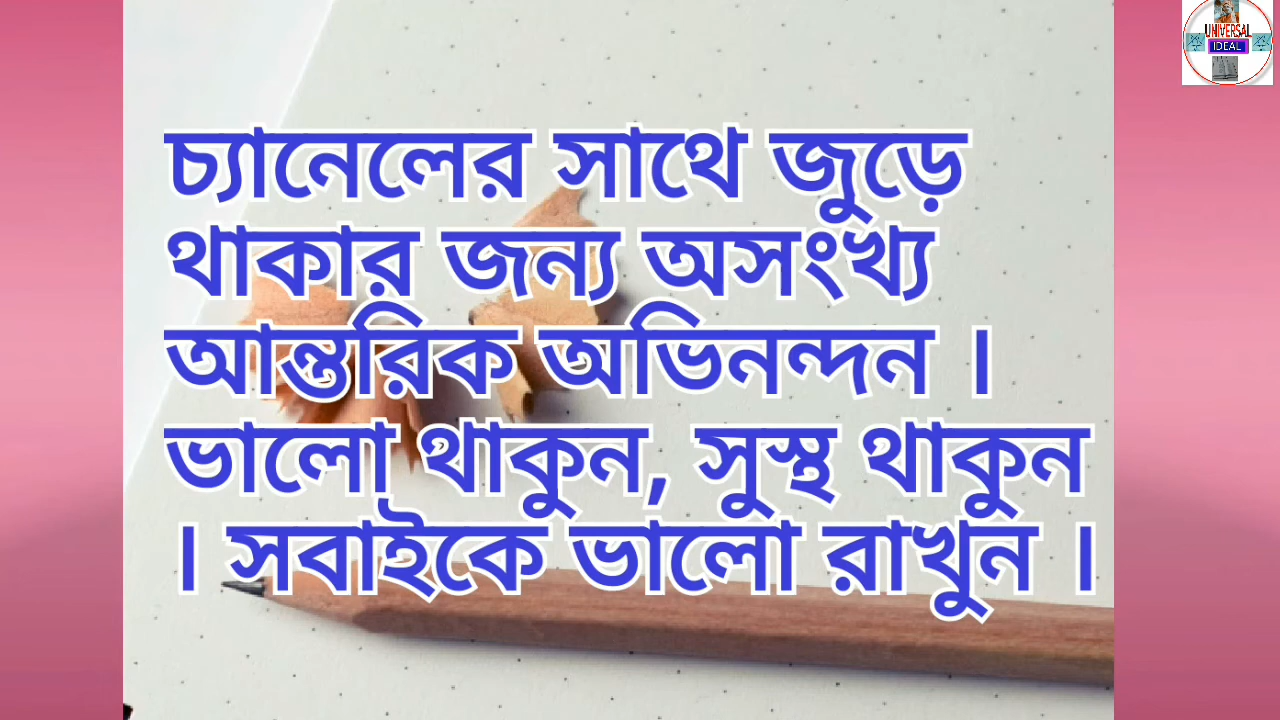 UNIVERSAL
IDEAL
চ্যানেলের সাথে জুড়ে
থাকার জন্য অসংখ্য
আন্তরিক অভিনন্দন ।
ভালো থাকুন, সুস্থ থাকুন
। সবাইকে ভালো রাখুন ।